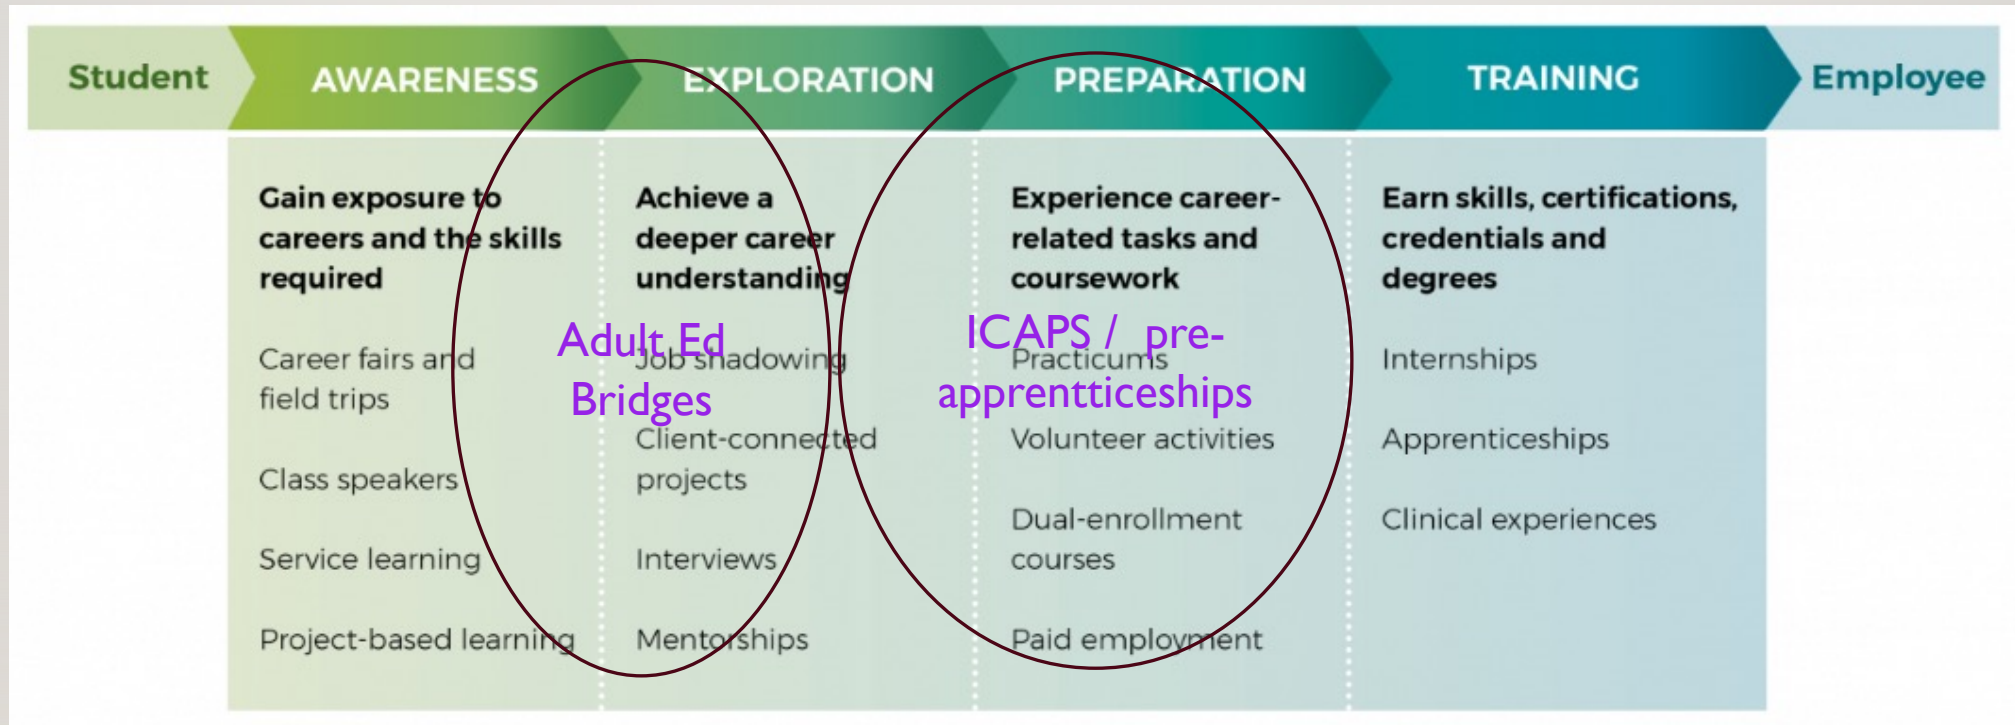 Student
AWARENESS
EXPLORATION
PREPARATION
TRAINING
Employee
Gain exposure to
careers and the skills
required
Career fairs and
field trips
Class speakers
Service learning
Project-based learning
Achieve a
deeper career
understanding
Job shadowing
Client-connected
projects
Interviews
Mentorships
Adult Ed
Bridges
Experience career-
related tasks and
coursework
Practicums
Volunteer activities
Dual-enrollment
courses
Paid employment
ICAPS / pre-
apprentticeships
Earn skills, certifications,
credentials and
degrees
Internships
Apprenticeships
Clinical experiences